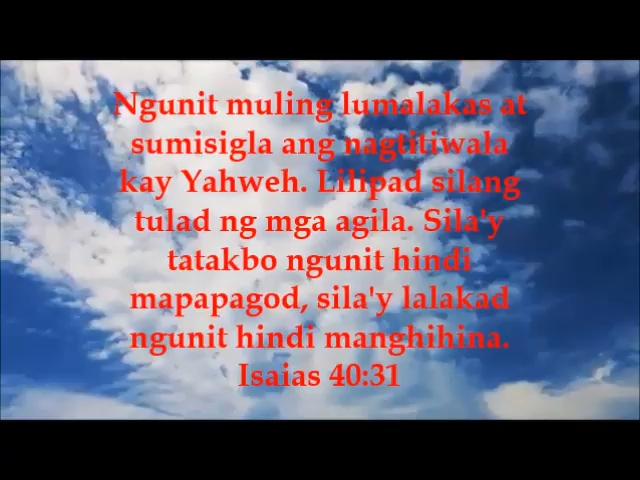 Ngunit muling lumalakas at
sumisigla ang nagtitiwala
kay Yahweh. Lilipad silang
tulad ng mga agila. Sila'y
tatakbo ngunit hindi
mapapagod, sila'y lalakad
ngunit hindi manghihina.
Isaias 40:31